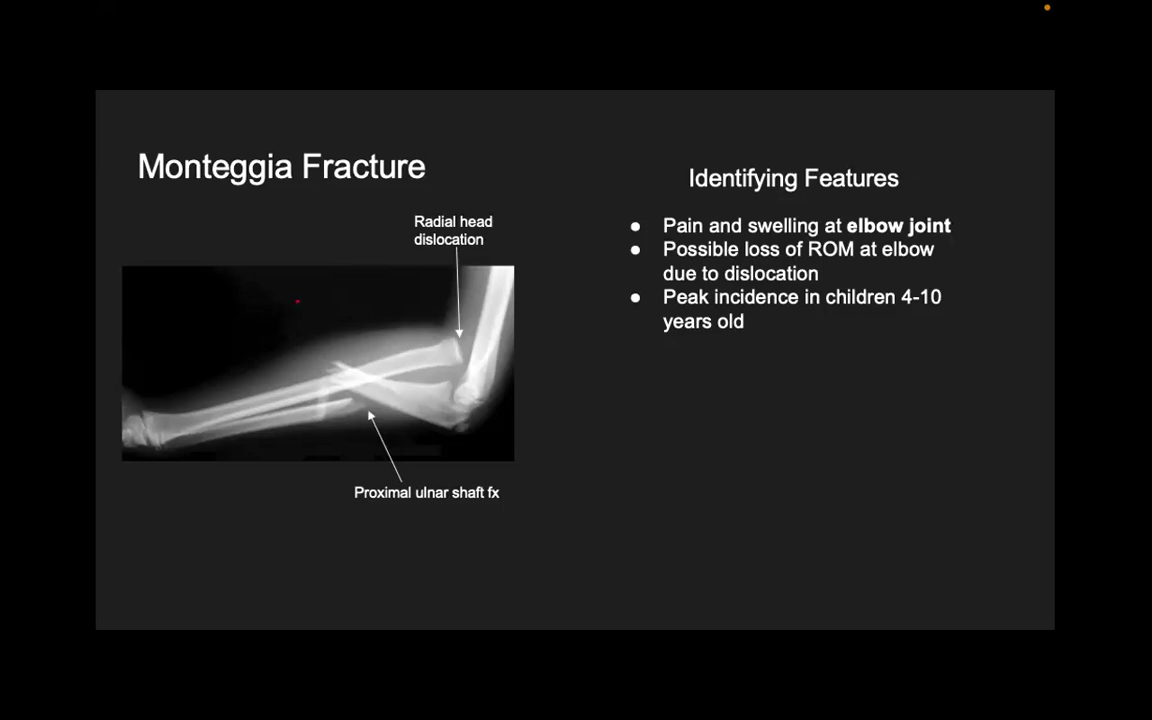 Monteggia Fracture
Radial head
dislocation
Proximal ulnar shaft fx
Identifying Features
● Pain and swelling at elbow joint
● Possible loss of ROM at elbow
due to dislocation
● Peak incidence in children 4-10
years old